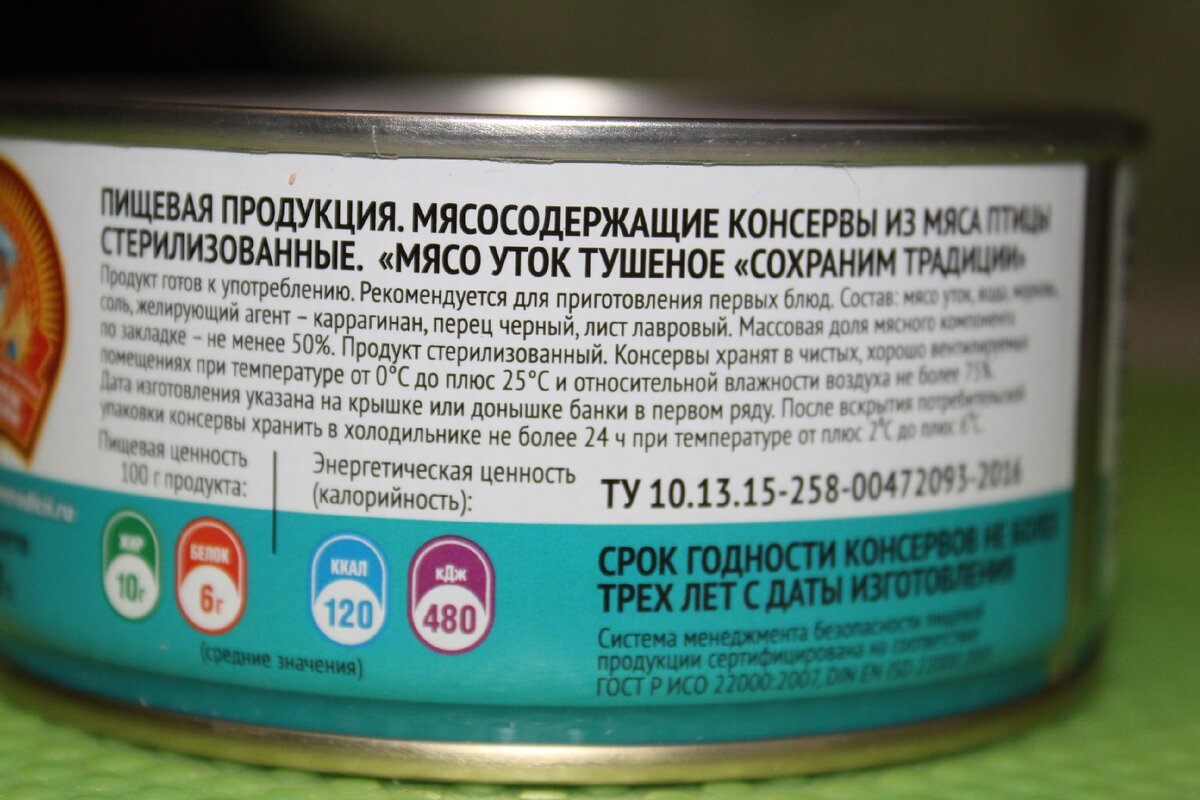 ПИЩЕВАЯ ПРОДУКЦИЯ. МЯСОСОДЕРЖАЩИЕ КОНСЕРВЫ ИЗ МЯСА ПТИЦЫ
СТЕРИЛИЗОВАННЫЕ. «МЯСО УТОК ТУШЕНОЕ «СОХРАНИМ ТРАДИЦИИ»
Продукт готов к употреблению. Рекомендуется для приготовления первых блюд. Состав: мясо уток, вода, морковь,
соль, желирующий агент – каррагинан, перец черный, лист лавровый. Массовая доля мясного компонента
по закладке – не менее 50%. Продукт стерилизованный. Консервы хранят в чистых, хорошо вентилируемых
помещениях при температуре от 0°C до плюс 25°C и относительной влажности воздуха не более 75%.
Дата изготовления указана на крышке или донышке банки в первом ряду. После вскрытия потребительской
упаковки консервы хранить в холодильнике не более 24 ч при температуре от плюс 2°C до плюс 6°C
Пищевая ценность
100 г продукта:
Энергетическая ценность
(калорийность):
ТУ 10.13.15-258-00472093-2016
ЖИР
10г
БЕЛОК
6г
ККАЛ
120
кДж
480
(средние значения)
СРОК ГОДНОСТИ КОНСЕРВОВ НЕ БОЛЕЕ
ТРЕХ ЛЕТ С ДАТЫ ИЗГОТОВЛЕНИЯ
Система менеджмента безопасности пищевой
продукции сертифицирована на соответствие
ГОСТ Р ИСО 22000:2007, DIN EN ISO